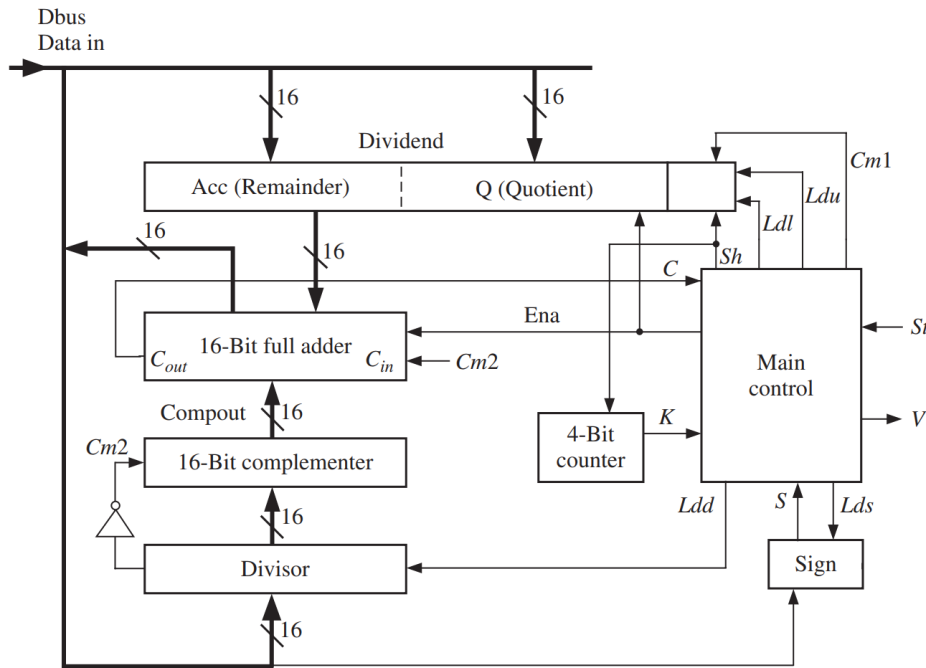 Dbus
Data in
16
16
Dividend
Cm1
Acc (Remainder)
Q (Quotient)
Ldu
Ldl
16
16
Sh
C
Ena
St
16-Bit full adder
Cout
Cin
Cm2
Main
control
Compout
16
K
V
4-Bit
counter
Cm2
16-Bit complementer
Ldd
S
Lds
16
Divisor
Sign
16